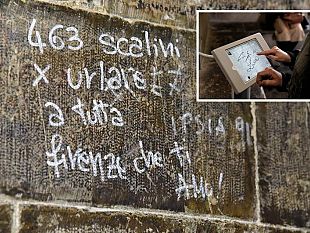 463 scalini
x urlare
a tutta
firenze che ti
amo!